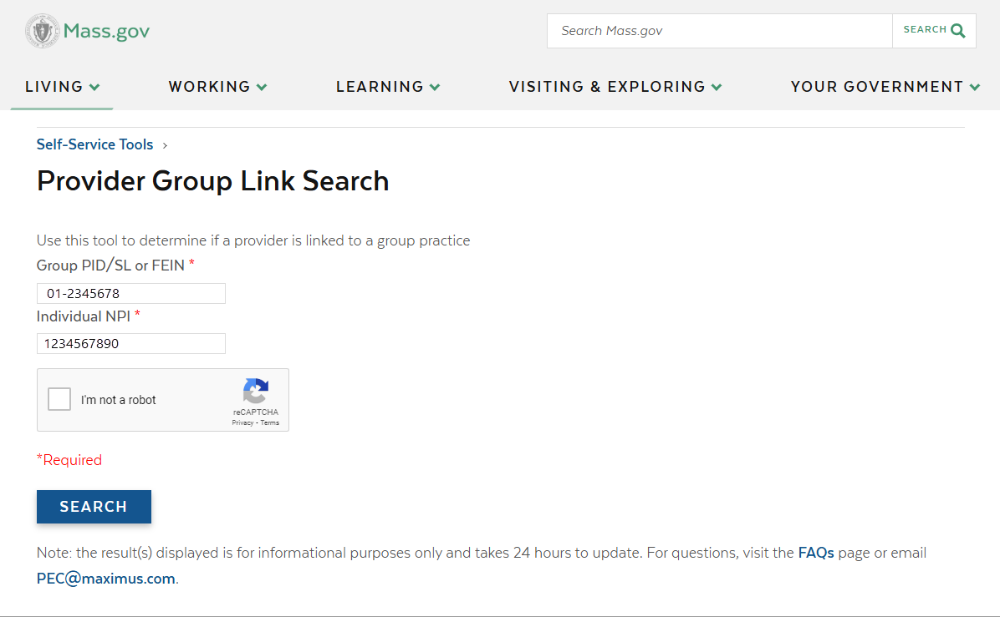 Mass.gov
Search Mass.gov
SEARCH
LIVING
WORKING
LEARNING
VISITING & EXPLORING
YOUR GOVERNMENT
Self-Service Tools ›
Provider Group Link Search
Use this tool to determine if a provider is linked to a group practice
Group PID/SL or FEIN *
01-2345678
Individual NPI *
1234567890
I'm not a robot
reCAPTCHA
Privacy - Terms
*Required
SEARCH
Note: the result(s) displayed is for informational purposes only and takes 24 hours to update. For questions, visit the FAQs page or email
PEC@maximus.com.